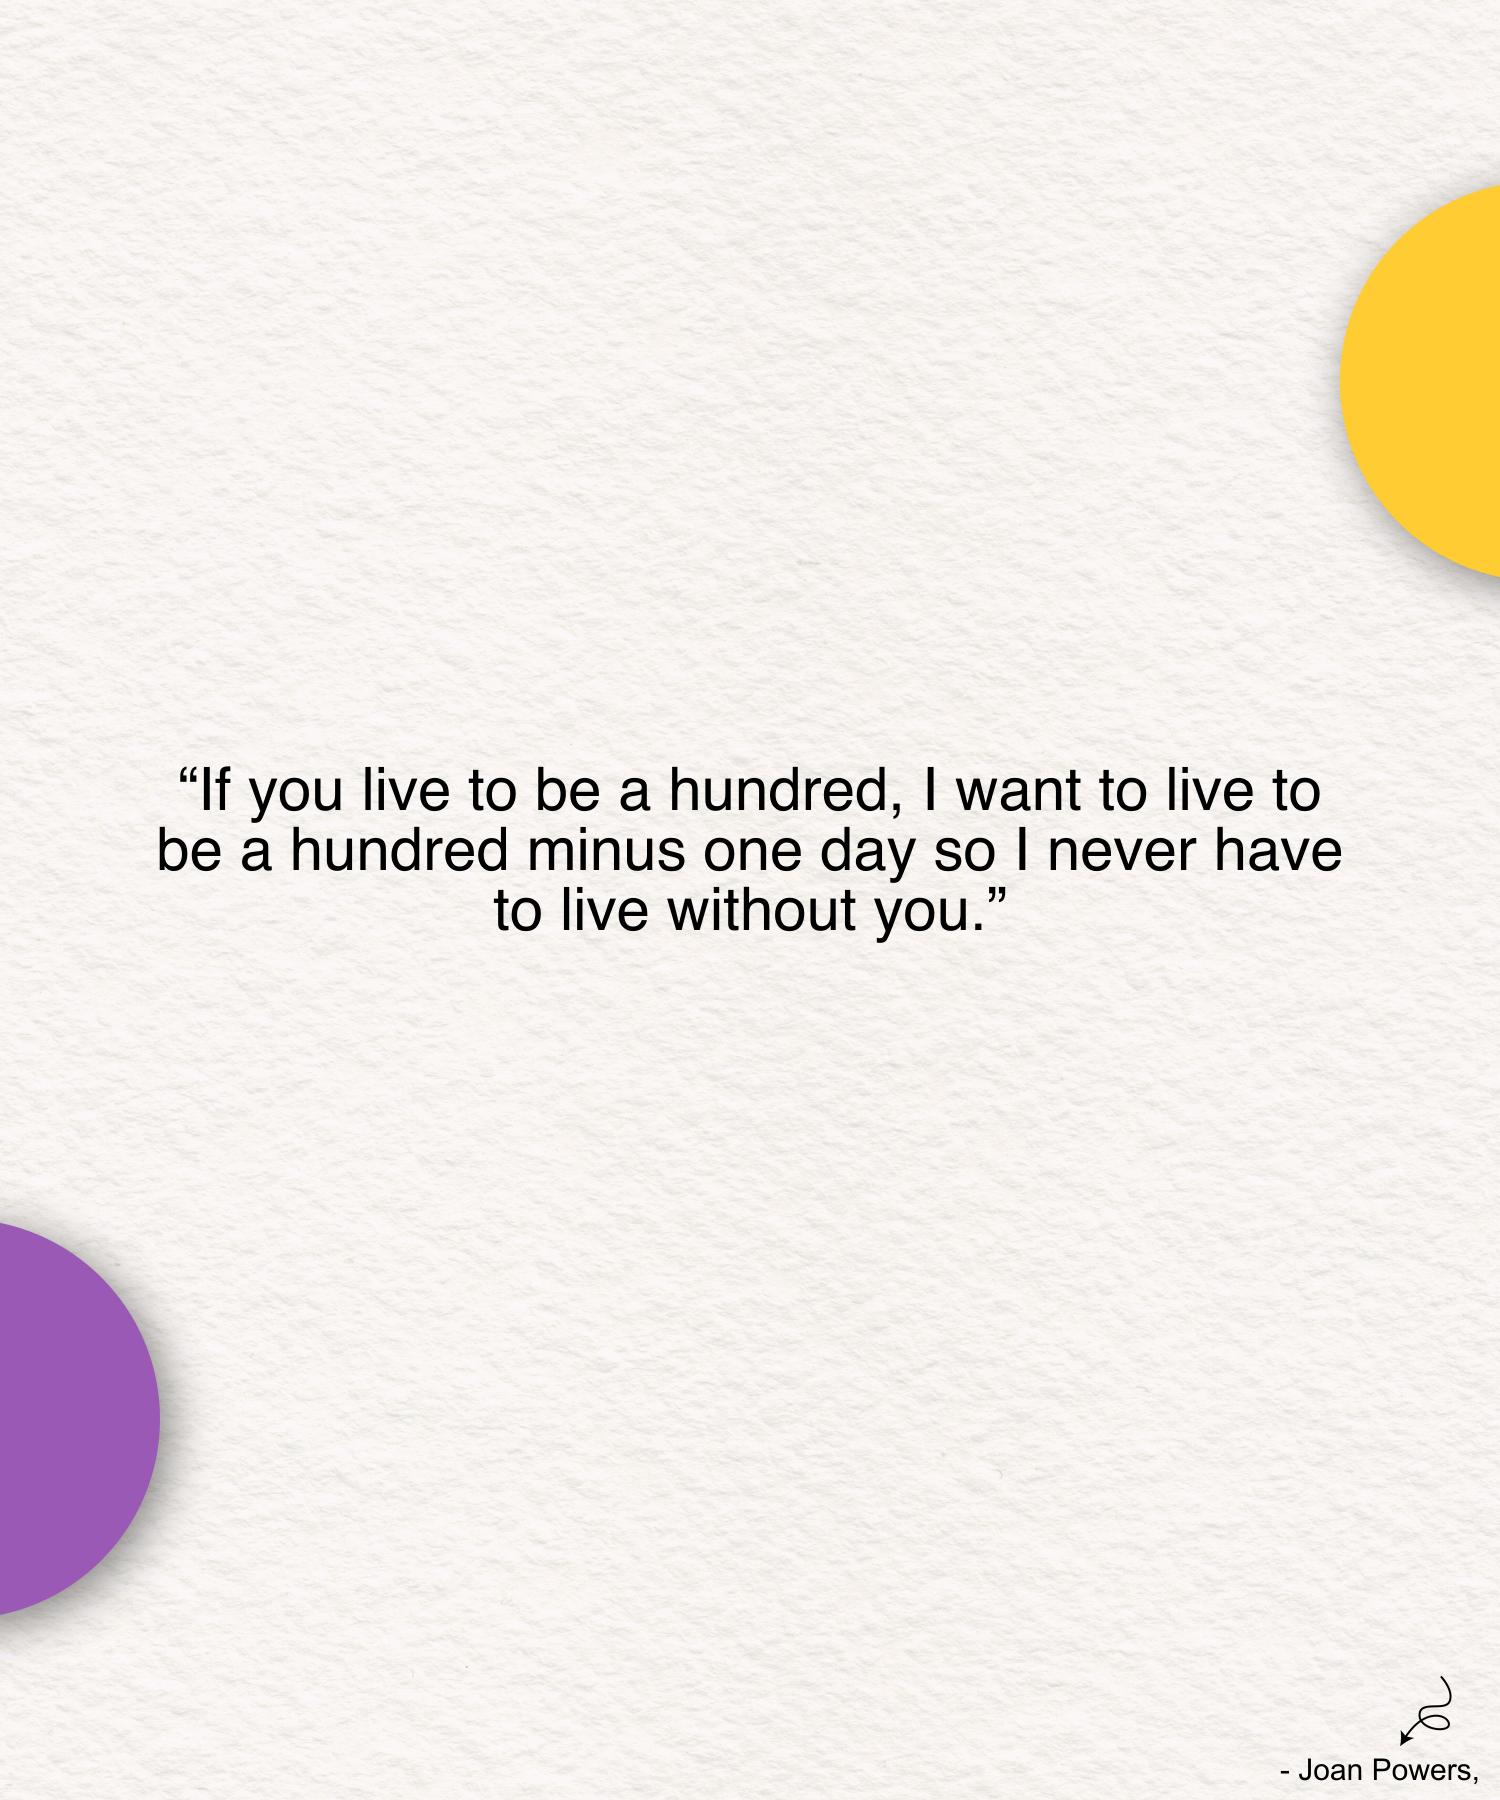 “If you live to be a hundred, I want to live to
be a hundred minus one day so I never have
to live without you.”
- Joan Powers,